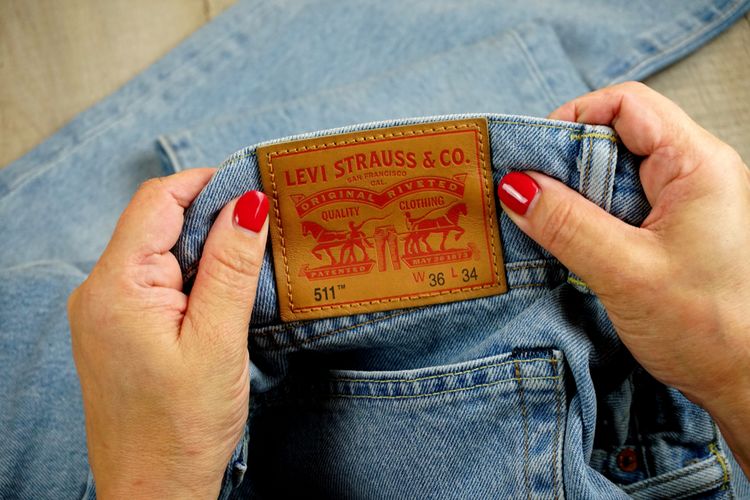 LEVI STRAUSS & CO.
SAN FRANCISCO
CAL.
ORIGINAL RIVETED
QUALITY CLOTHING
PATENTED MAY 20 1873
511™ W 36 L 34